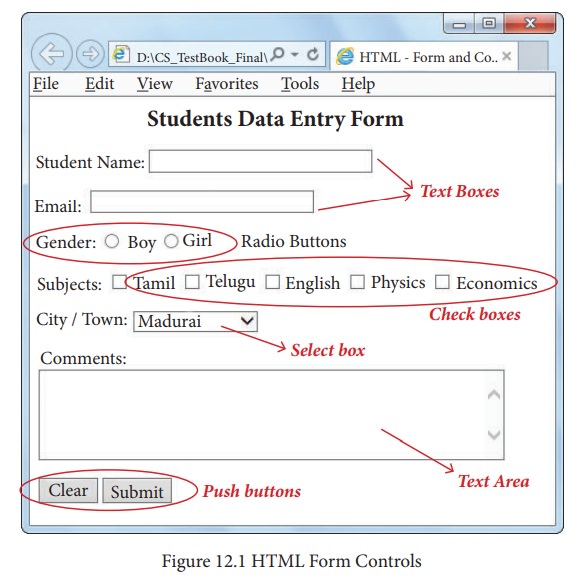 D:\CS_TestBook_Final\
HTML - Form and Co..
File Edit View Favorites Tools Help
Students Data Entry Form
Student Name:
Text Boxes
Email:
Gender: Boy Girl Radio Buttons
Subjects: Tamil Telugu English Physics Economics
Check boxes
City / Town: Madurai
Select box
Comments:
Text Area
Clear Submit Push buttons
Figure 12.1 HTML Form Controls